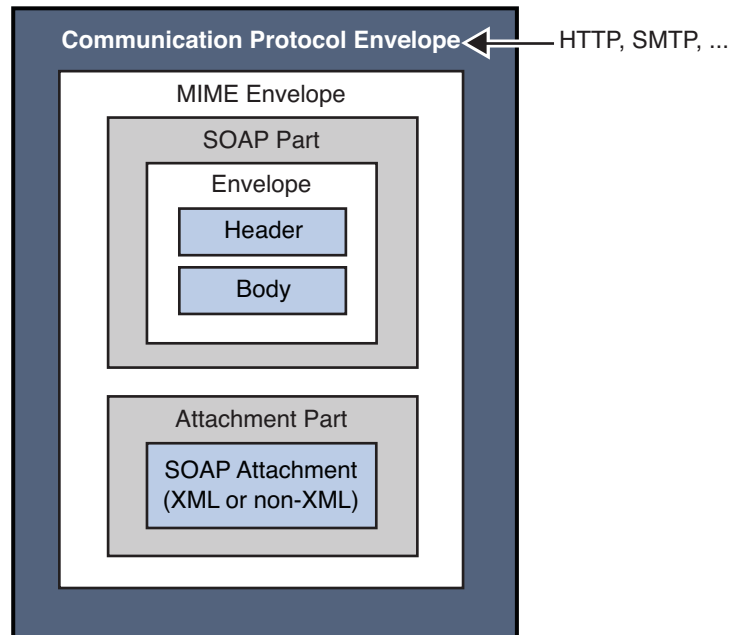 Communication Protocol Envelope
HTTP, SMTP, ...
MIME Envelope
SOAP Part
Envelope
Header
Body
Attachment Part
SOAP Attachment
(XML or non-XML)